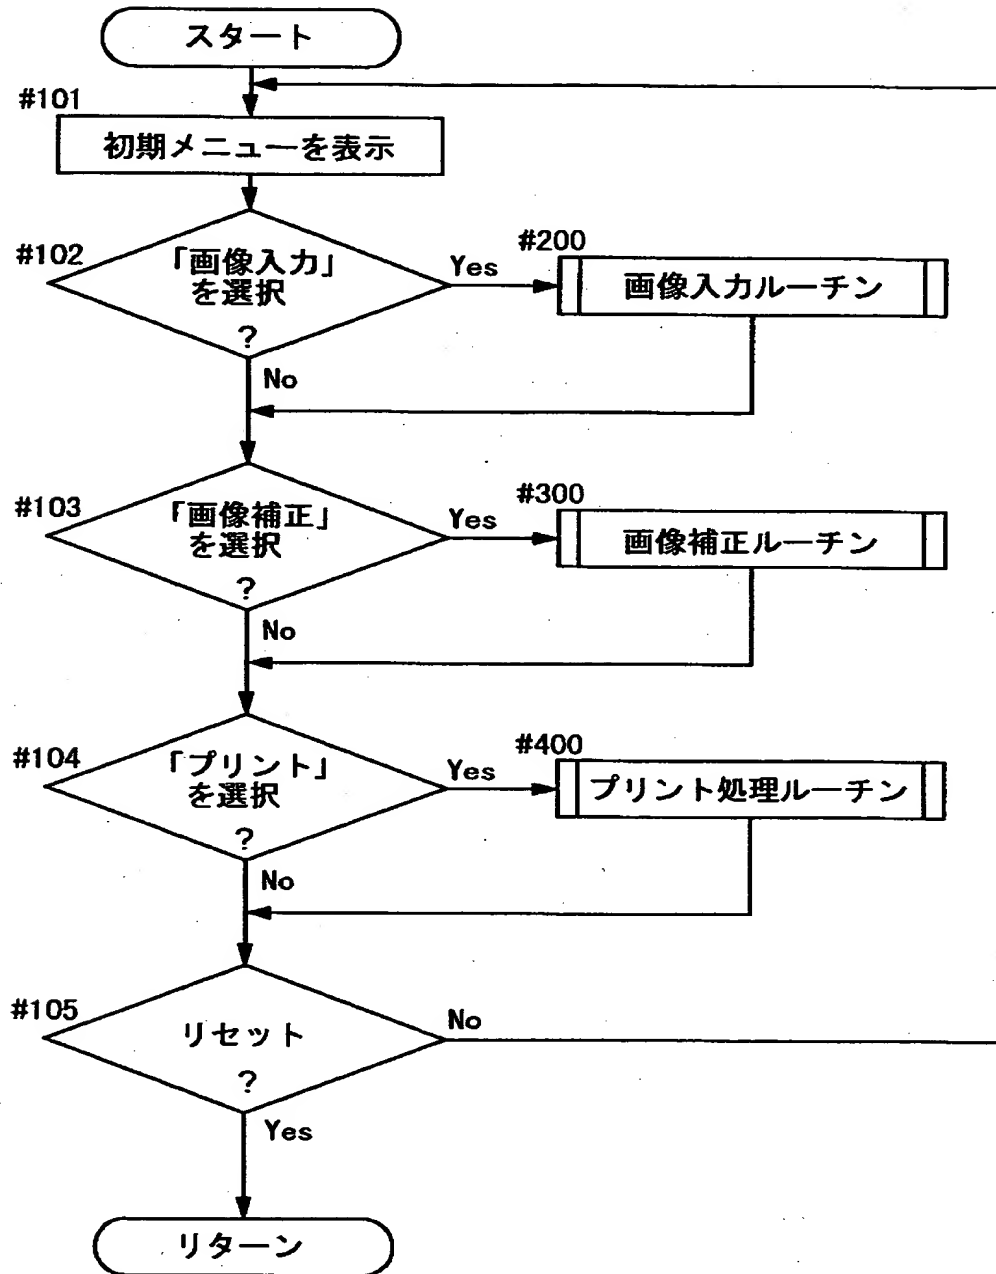 スタート
#101
初期メニューを表示
#102
「画像入力」
を選択
?
Yes
#200
画像入力ルーチン
No
#103
「画像補正」
を選択
?
Yes
#300
画像補正ルーチン
No
#104
「プリント」
を選択
?
Yes
#400
プリント処理ルーチン
No
#105
リセット
?
No
Yes
リターン